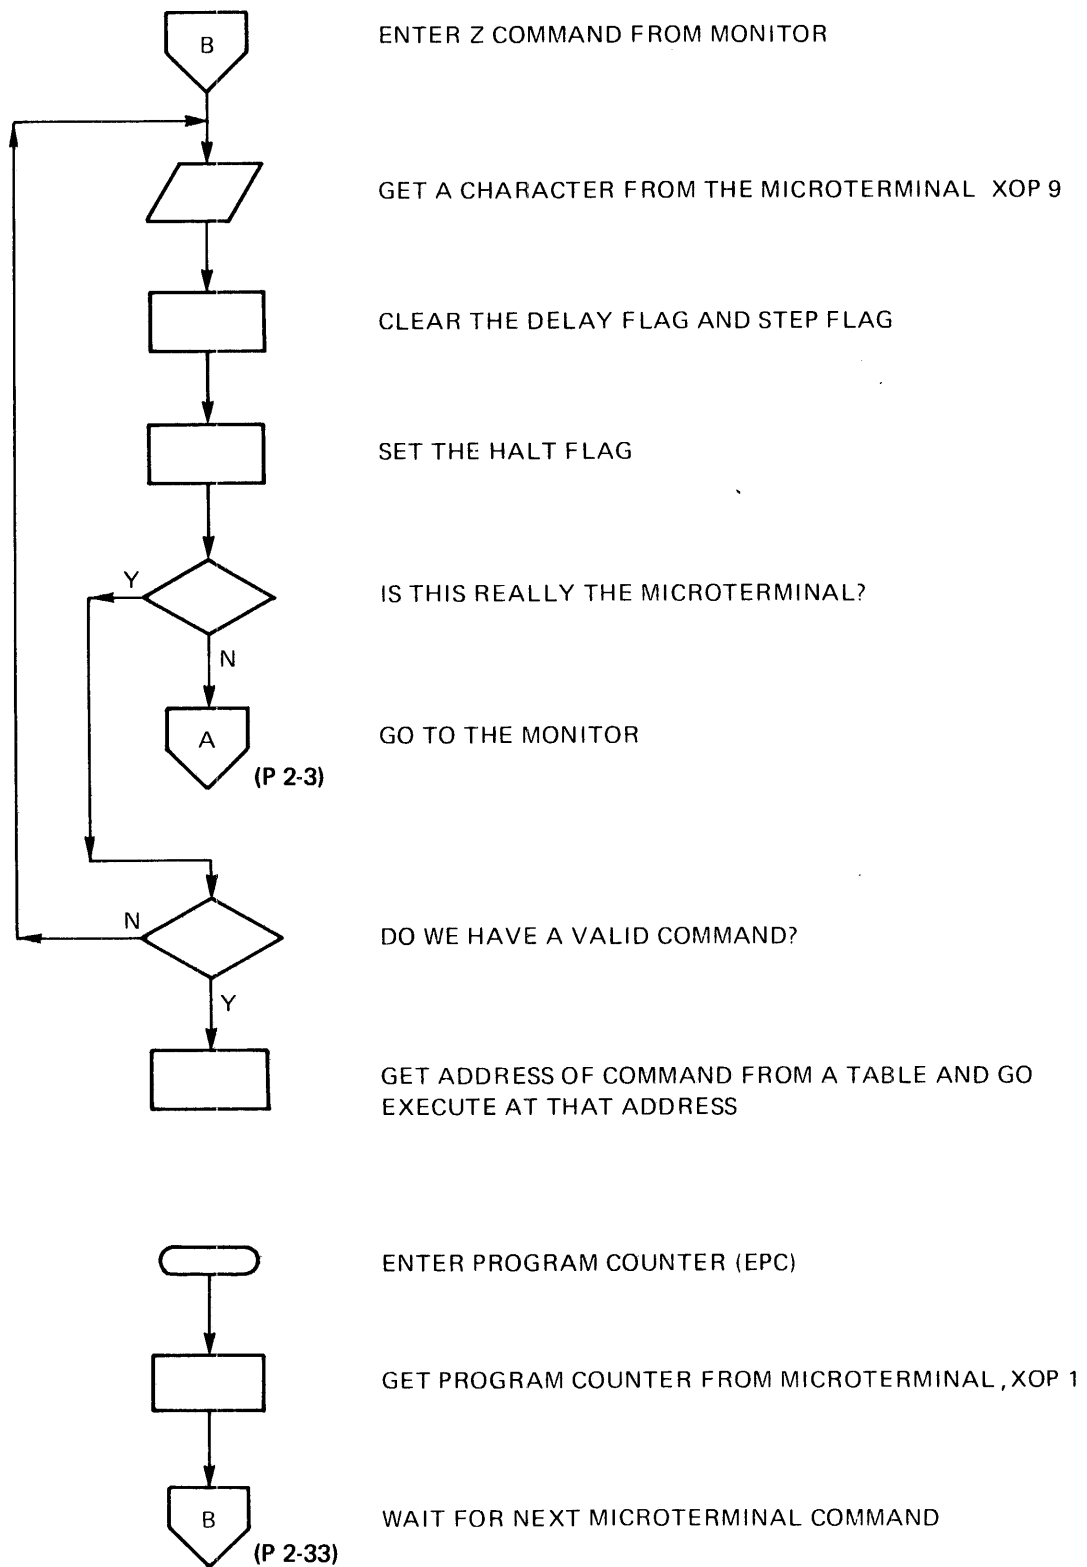 B
ENTER Z COMMAND FROM MONITOR
GET A CHARACTER FROM THE MICROTERMINAL XOP 9
CLEAR THE DELAY FLAG AND STEP FLAG
SET THE HALT FLAG
Y
IS THIS REALLY THE MICROTERMINAL?
N
A
GO TO THE MONITOR
(P 2-3)
N
DO WE HAVE A VALID COMMAND?
Y
GET ADDRESS OF COMMAND FROM A TABLE AND GO
EXECUTE AT THAT ADDRESS
ENTER PROGRAM COUNTER (EPC)
GET PROGRAM COUNTER FROM MICROTERMINAL, XOP 1
B
WAIT FOR NEXT MICROTERMINAL COMMAND
(P 2-33)